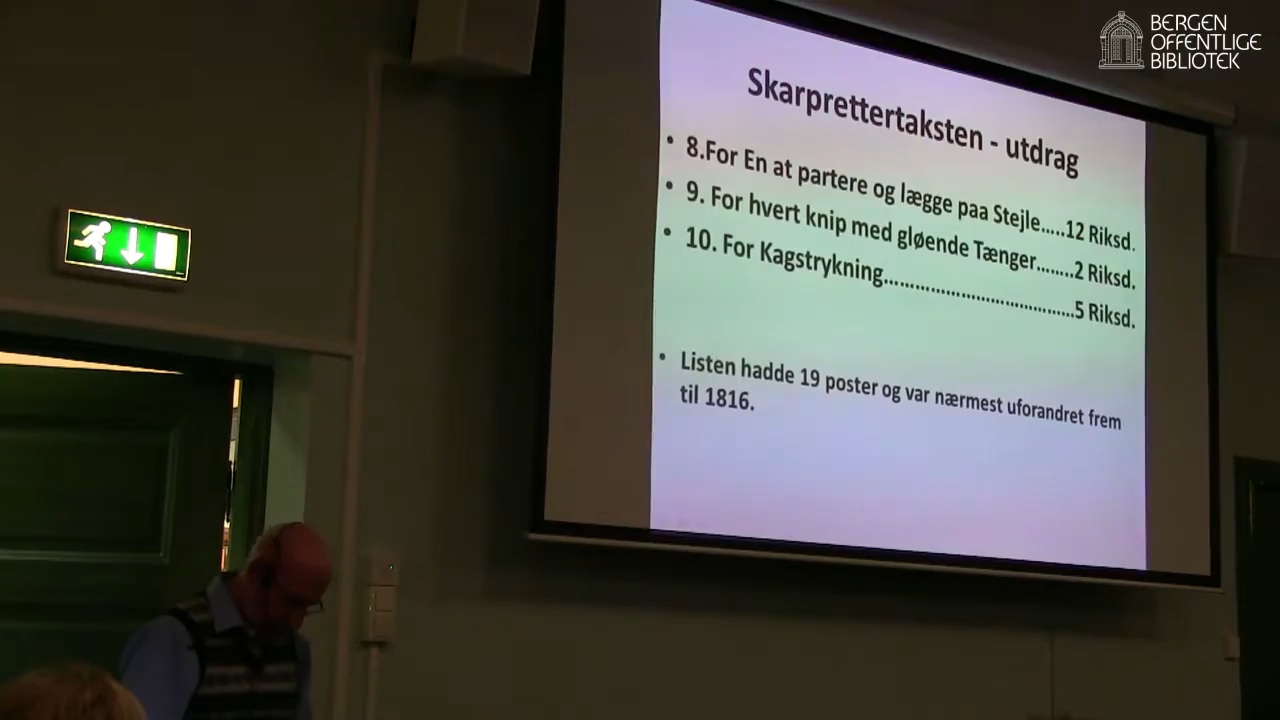 BERGEN
OFFENTLIGE
BIBLIOTEK
Skarprettertaksten - utdrag
• 8.For En at partere og lægge paa Stejle.....12 Riksd.
• 9. For hvert knip med gløende Tænger........2 Riksd.
• 10. For Kagstrykning......................................5 Riksd.
• Listen hadde 19 poster og var nærmest uforandret frem
til 1816.